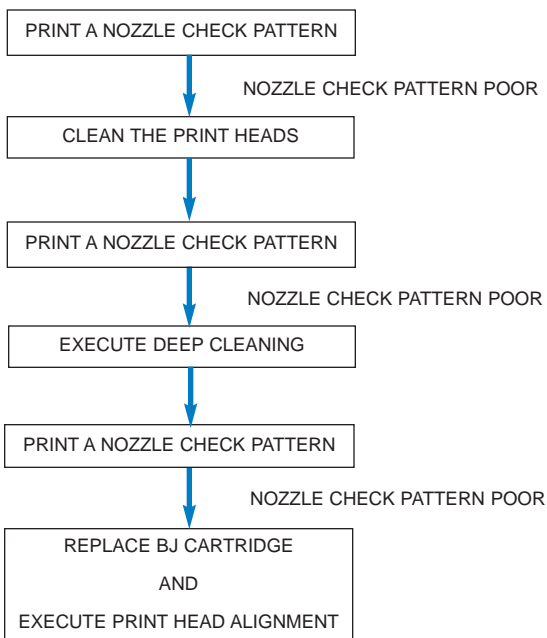 PRINT A NOZZLE CHECK PATTERN
NOZZLE CHECK PATTERN POOR
CLEAN THE PRINT HEADS
PRINT A NOZZLE CHECK PATTERN
NOZZLE CHECK PATTERN POOR
EXECUTE DEEP CLEANING
PRINT A NOZZLE CHECK PATTERN
NOZZLE CHECK PATTERN POOR
REPLACE BJ CARTRIDGE
AND
EXECUTE PRINT HEAD ALIGNMENT